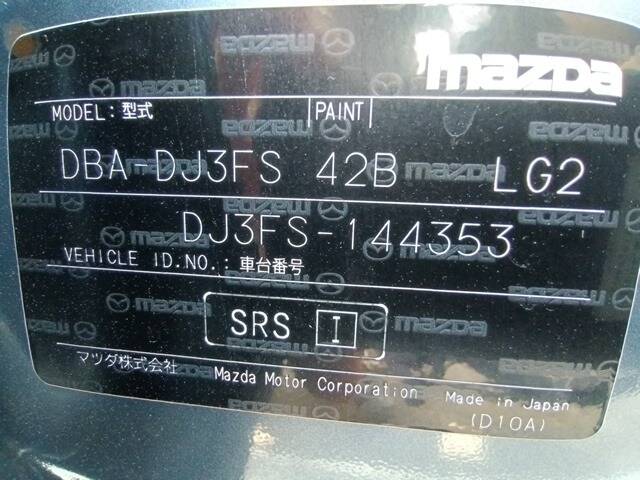 mazda
MODEL: 型式 PAINT
DBA-DJ3FS 42B LG2
DJ3FS-144353
VEHICLE ID.NO.: 車台番号
SRS I
マツダ株式会社 Mazda Motor Corporation Made in Japan
(D10A)